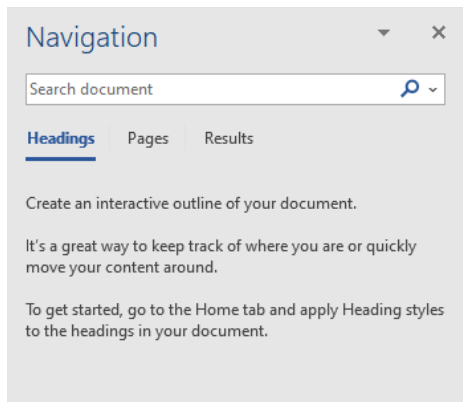 Navigation
Search document
Headings Pages Results
Create an interactive outline of your document.
It's a great way to keep track of where you are or quickly
move your content around.
To get started, go to the Home tab and apply Heading styles
to the headings in your document.